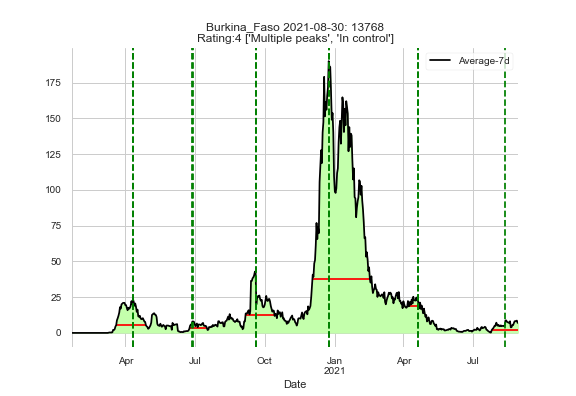 Burkina_Faso 2021-08-30: 13768
Rating:4 ['Multiple peaks', 'In control']
Average-7d
175
150
125
100
75
50
25
0
Apr Jul Oct Jan Apr Jul
2021
Date